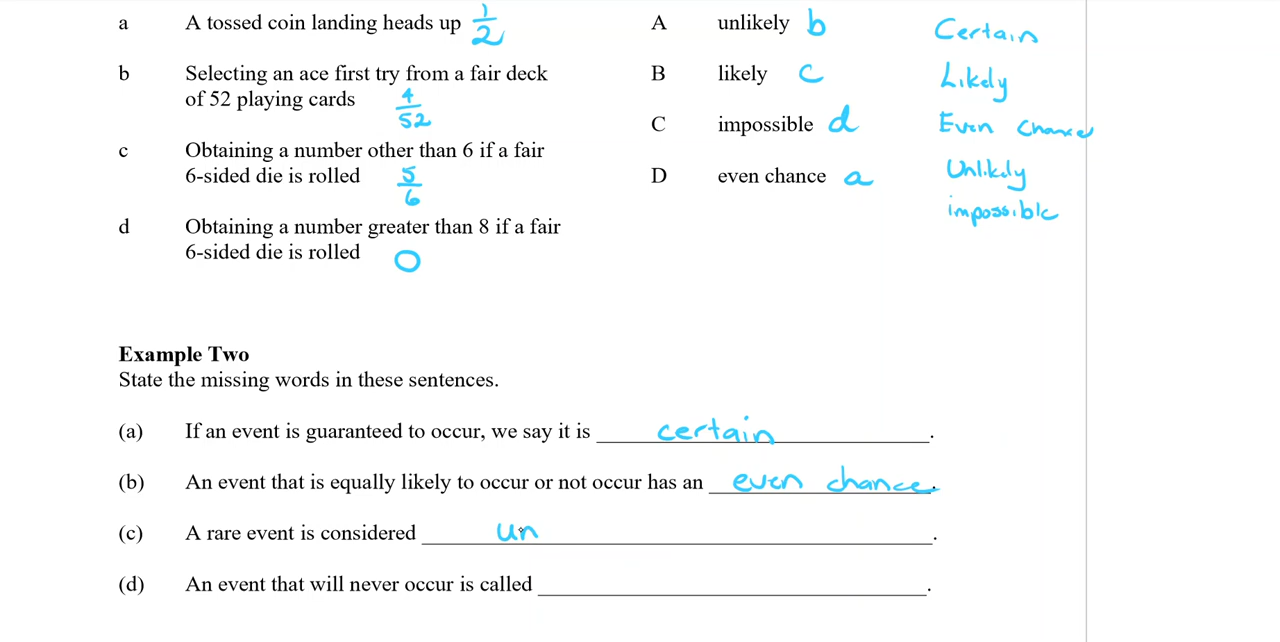 a A tossed coin landing heads up 1/2 A unlikely b Certain
b Selecting an ace first try from a fair deck B likely c Likely
of 52 playing cards 4/52
C impossible d Even chance
c Obtaining a number other than 6 if a fair
6-sided die is rolled 5/6 D even chance a Unlikely
impossible
d Obtaining a number greater than 8 if a fair
6-sided die is rolled 0
Example Two
State the missing words in these sentences.
(a) If an event is guaranteed to occur, we say it is certain.
(b) An event that is equally likely to occur or not occur has an even chance.
(c) A rare event is considered un.
(d) An event that will never occur is called .